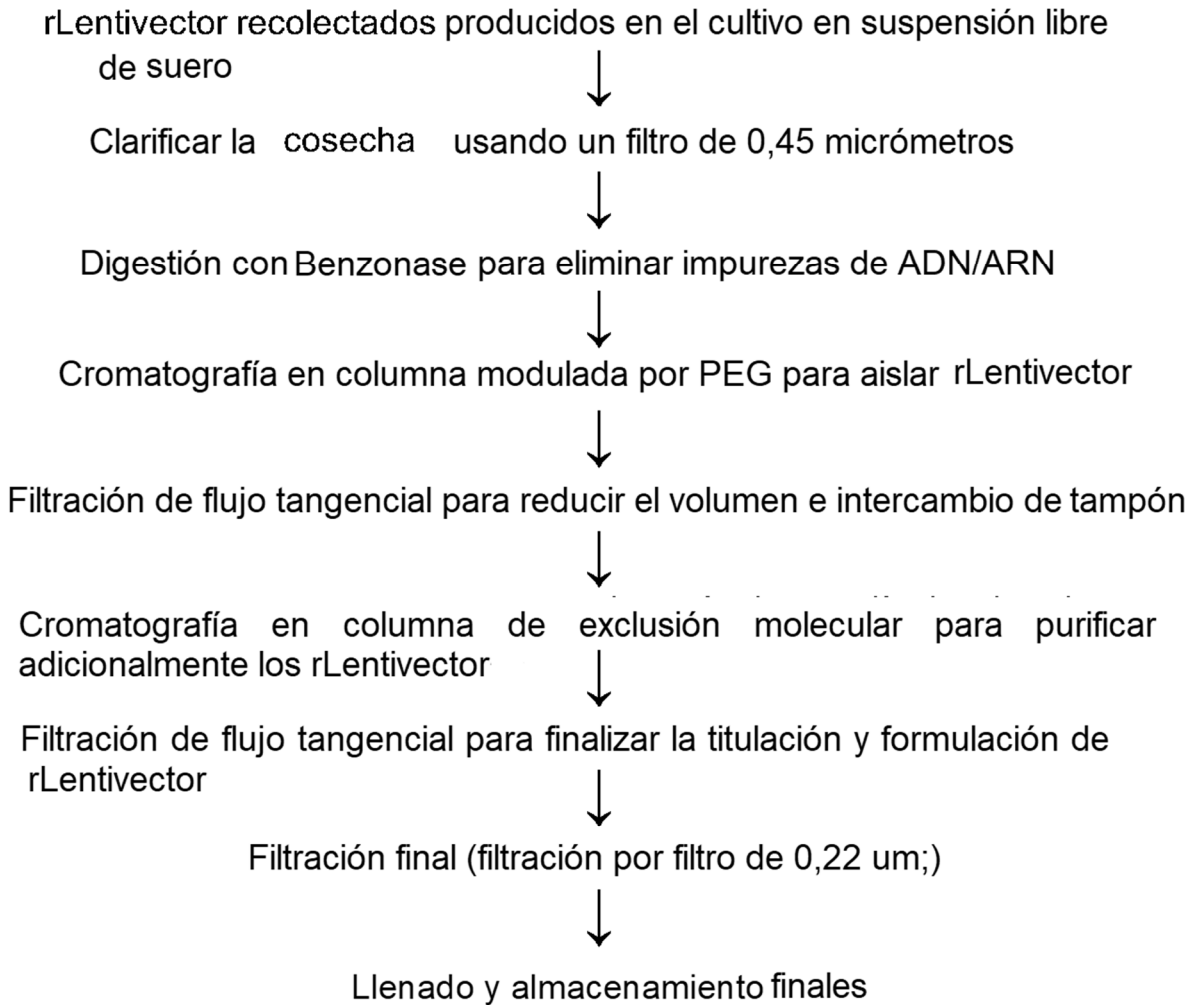 rLentivector recolectados producidos en el cultivo en suspensión libre
de suero
Clarificar la cosecha usando un filtro de 0,45 micrómetros
Digestión con Benzonase para eliminar impurezas de ADN/ARN
Cromatografía en columna modulada por PEG para aislar rLentivector
Filtración de flujo tangencial para reducir el volumen e intercambio de tampón
Cromatografía en columna de exclusión molecular para purificar
adicionalmente los rLentivector
Filtración de flujo tangencial para finalizar la titulación y formulación de
rLentivector
Filtración final (filtración por filtro de 0,22 um;)
Llenado y almacenamiento finales